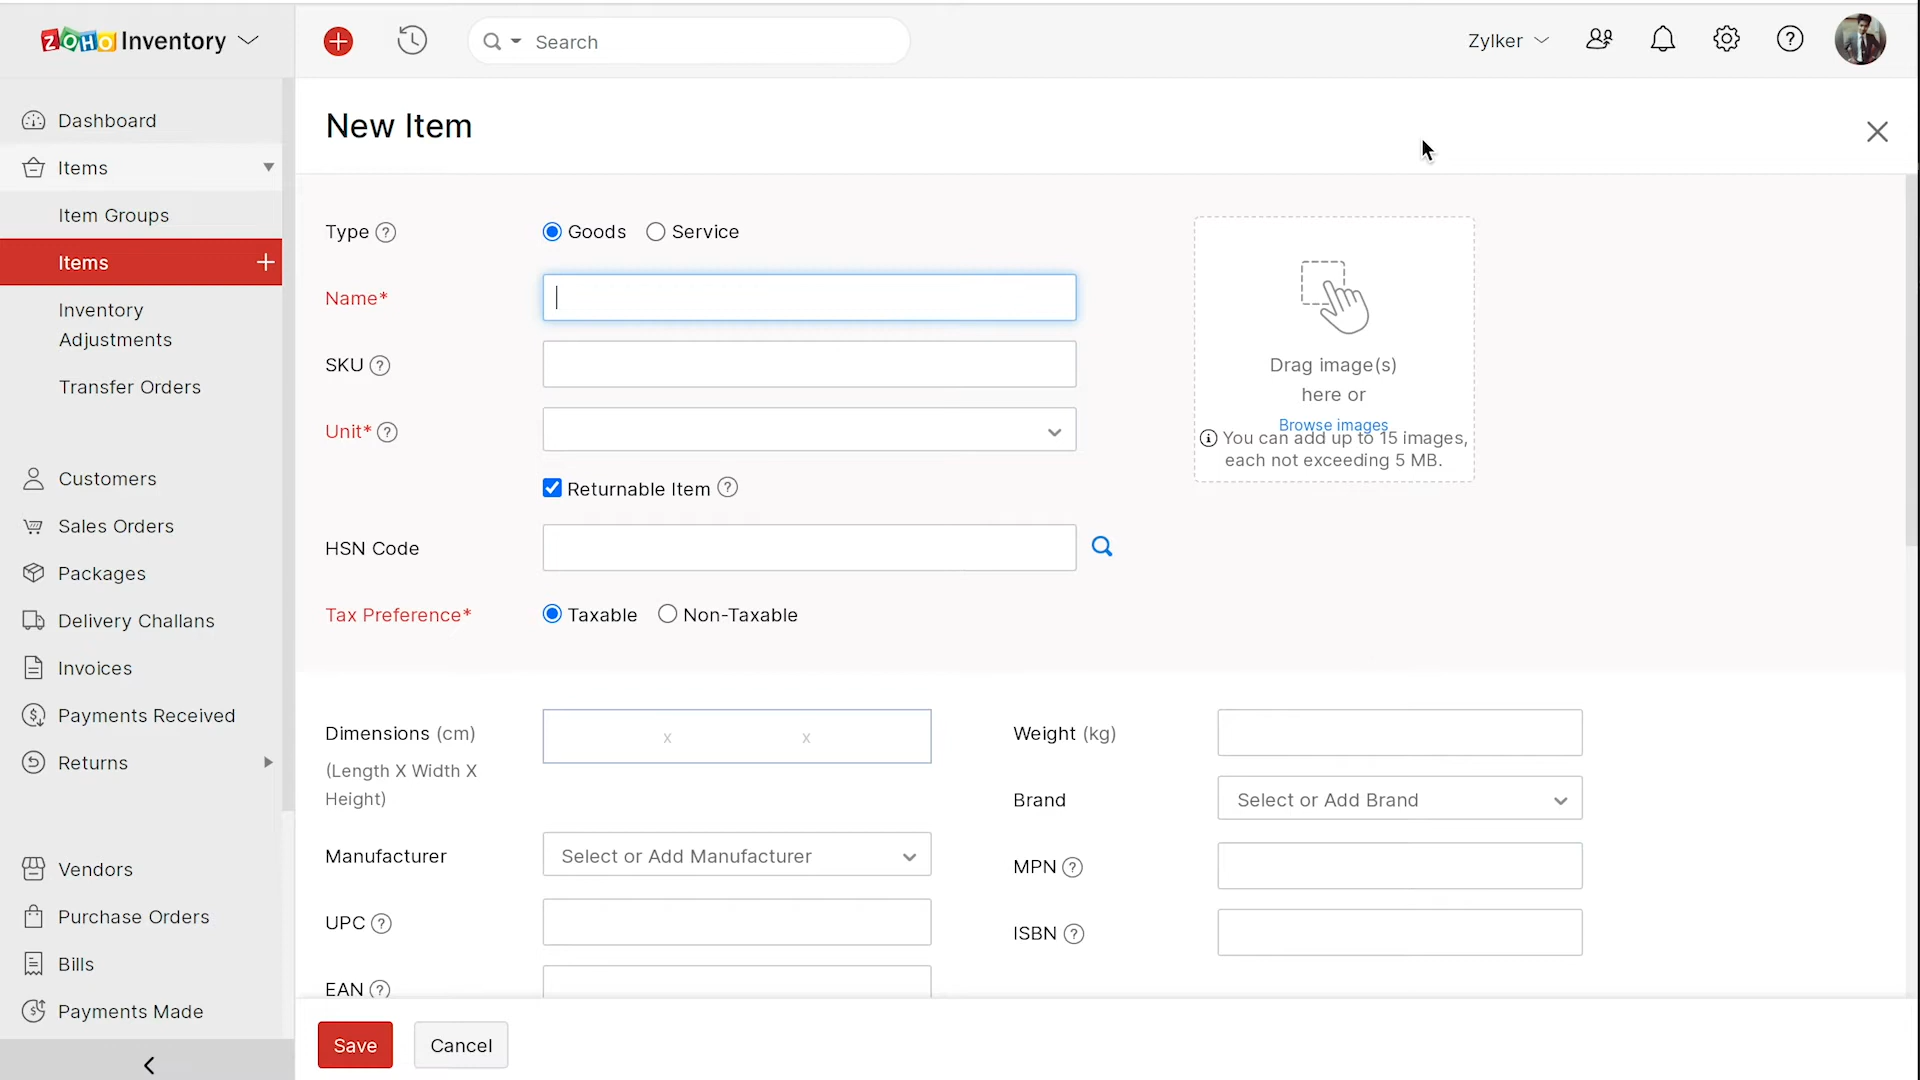 ZOHO Inventory
Search
Zylker
Dashboard
Items
Item Groups
Items
Inventory
Adjustments
Transfer Orders
Customers
Sales Orders
Packages
Delivery Challans
Invoices
Payments Received
Returns
Vendors
Purchase Orders
Bills
Payments Made
New Item
Type
Goods
Service
Name*
SKU
Unit*
Returnable Item
HSN Code
Tax Preference*
Taxable
Non-Taxable
Drag image(s)
here or
Browse images
You can add up to 15 images,
each not exceeding 5 MB.
Dimensions (cm)
(Length X Width X
Height)
x x
Weight (kg)
Brand
Select or Add Brand
Manufacturer
Select or Add Manufacturer
MPN
UPC
ISBN
EAN
Save
Cancel